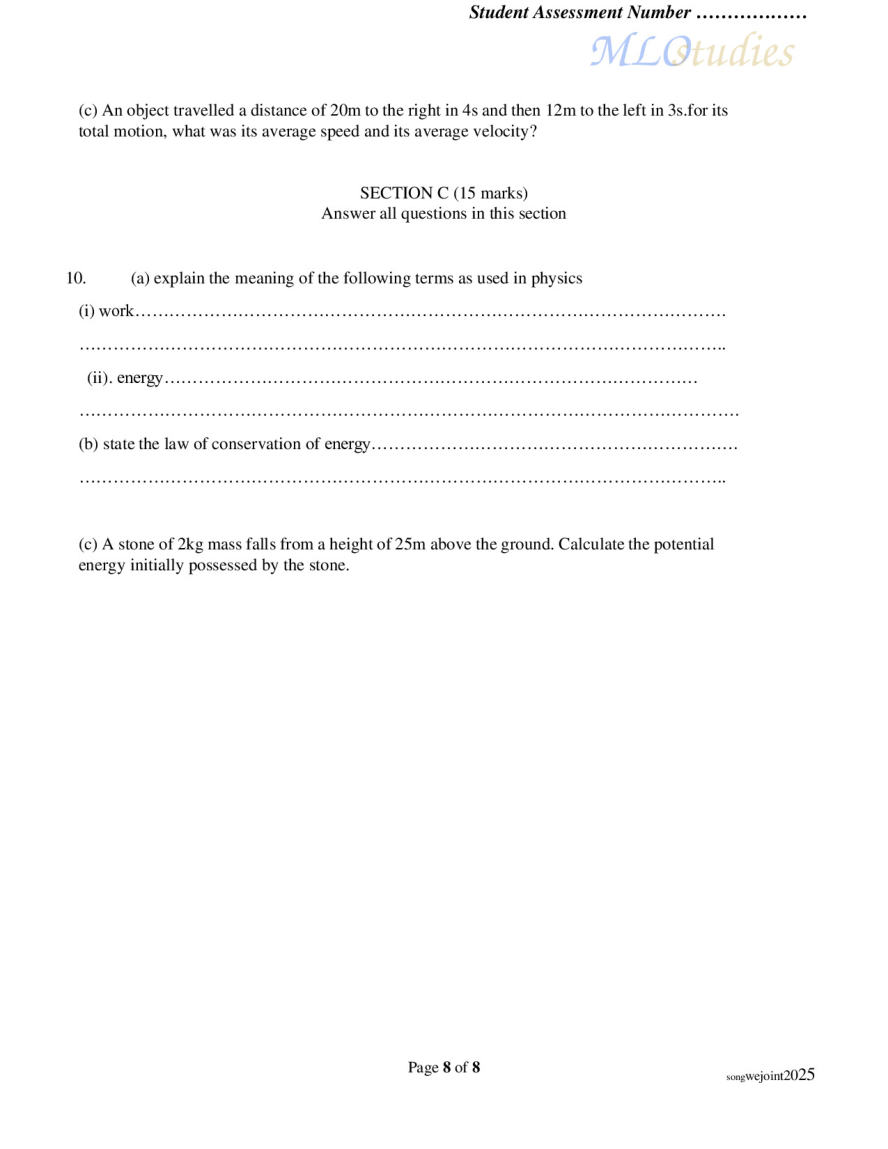 Student Assessment Number ………………
MLOstudies
(c) An object travelled a distance of 20m to the right in 4s and then 12m to the left in 3s.for its
total motion, what was its average speed and its average velocity?
SECTION C (15 marks)
Answer all questions in this section
10. (a) explain the meaning of the following terms as used in physics
(i) work…………………………………………………………………………………………
…………………………………………………………………………………………………..
(ii). energy…………………………………………………………………………………
……………………………………………………………………………………………………
(b) state the law of conservation of energy………………………………………………………
…………………………………………………………………………………………………..
(c) A stone of 2kg mass falls from a height of 25m above the ground. Calculate the potential
energy initially possessed by the stone.
Page 8 of 8
songwejoint2025